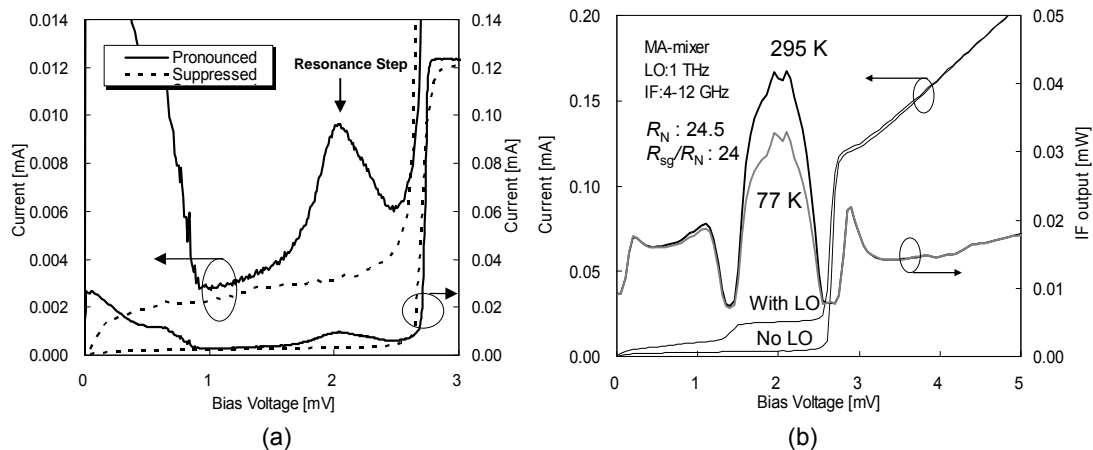 0.014
0.012
0.010
0.008
0.006
0.004
0.002
0.000
Current [mA]
Pronounced
Suppressed
Resonance Step
0.14
0.12
0.10
0.08
0.06
0.04
0.02
0.00
Current [mA]
0 1 2 3
Bias Voltage [mV]
(a)
0.20
0.15
0.10
0.05
0.00
Current [mA]
MA-mixer
LO:1 THz
IF:4-12 GHz
R_N : 24.5
R_sg/R_N : 24
295 K
77 K
With LO
No LO
0.05
0.04
0.03
0.02
0.01
0.00
IF output [mW]
0 1 2 3 4 5
Bias Voltage [mV]
(b)